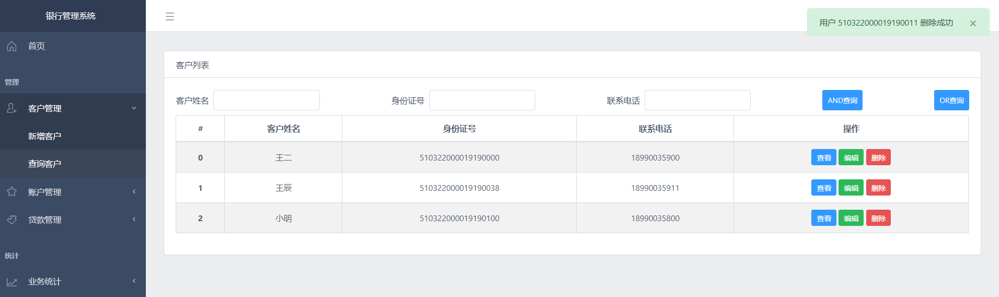 银行管理系统
用户 510322000019190011 删除成功 ×
首页
管理
客户管理
新增客户
查询客户
账户管理
贷款管理
统计
业务统计
客户列表
客户姓名 身份证号 联系电话 AND查询 OR查询
# 客户姓名 身份证号 联系电话 操作
0 王二 510322000019190000 18990035900 查看 编辑 删除
1 王辰 510322000019190038 18990035911 查看 编辑 删除
2 小明 510322000019190100 18990035800 查看 编辑 删除